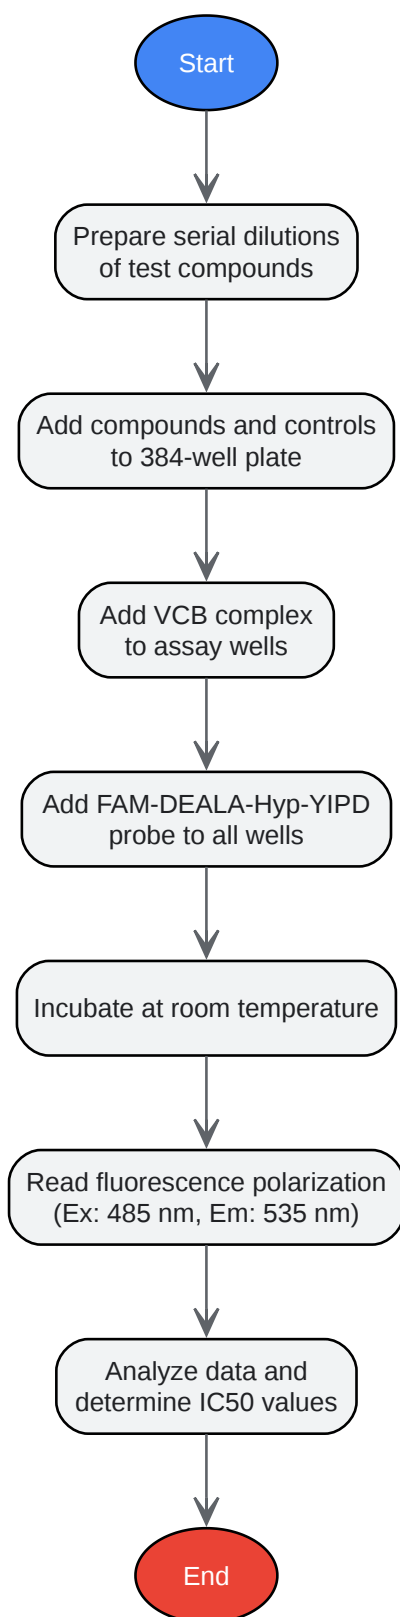 Start
Prepare serial dilutions
of test compounds
Add compounds and controls
to 384-well plate
Add VCB complex
to assay wells
Add FAM-DEALA-Hyp-YIPD
probe to all wells
Incubate at room temperature
Read fluorescence polarization
(Ex: 485 nm, Em: 535 nm)
Analyze data and
determine IC50 values
End